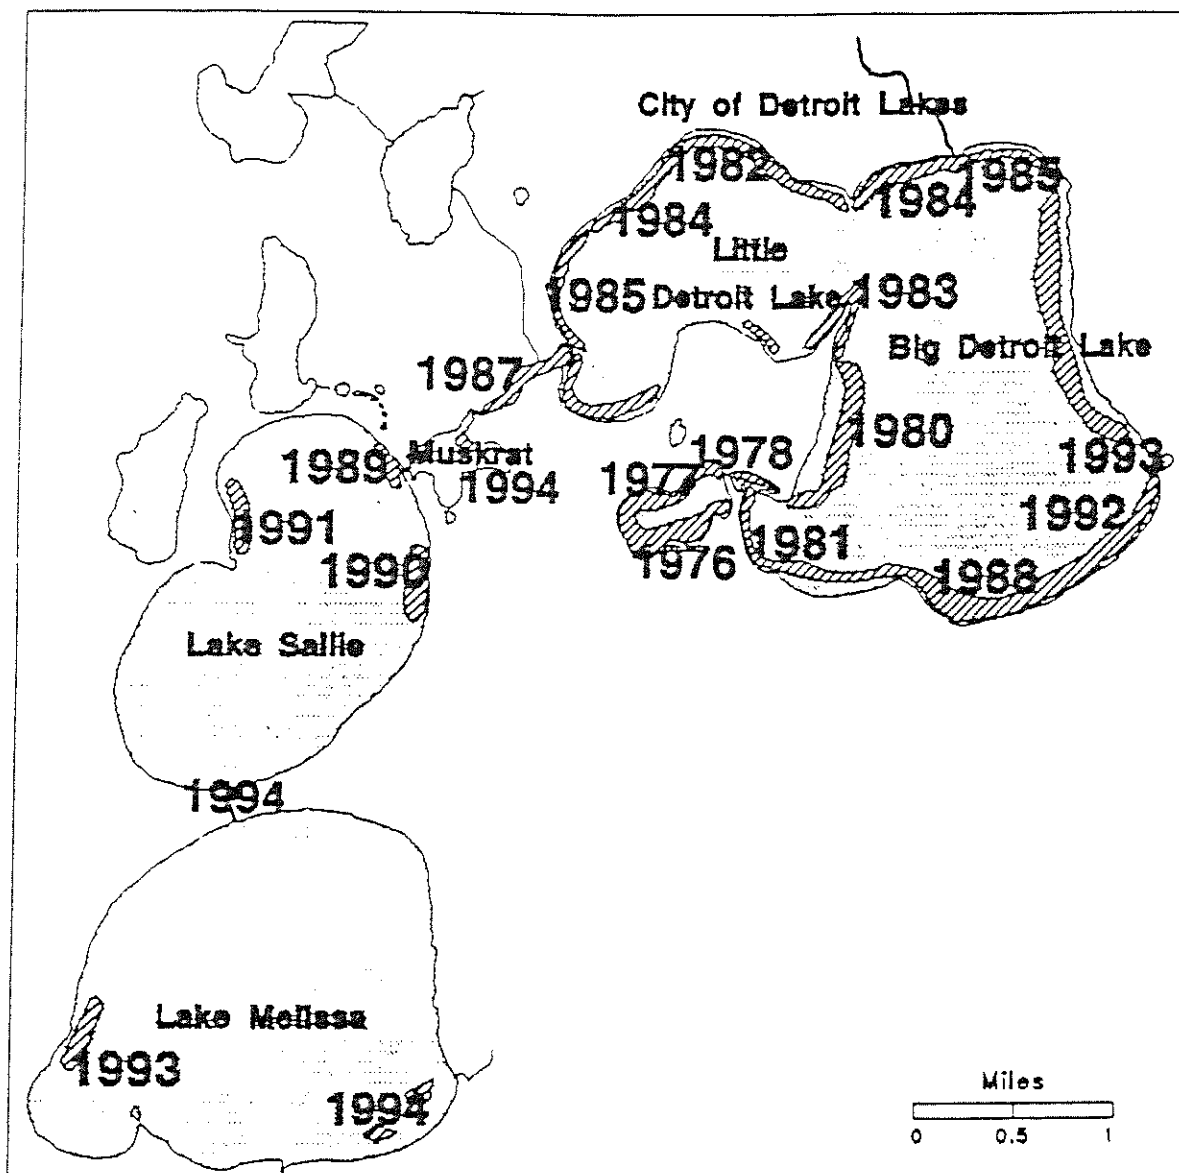 City of Detroit Lakes
1982
1984
1985
1984
Little
Detroit Lake
1985
1983
Big Detroit Lake
1987
1980
1989
Muskrat
1994
1978
1977
1993
1991
1992
1990
1976
1981
1988
Lake Sallie
1994
Lake Melissa
1993
1994
Miles
0 0.5 1